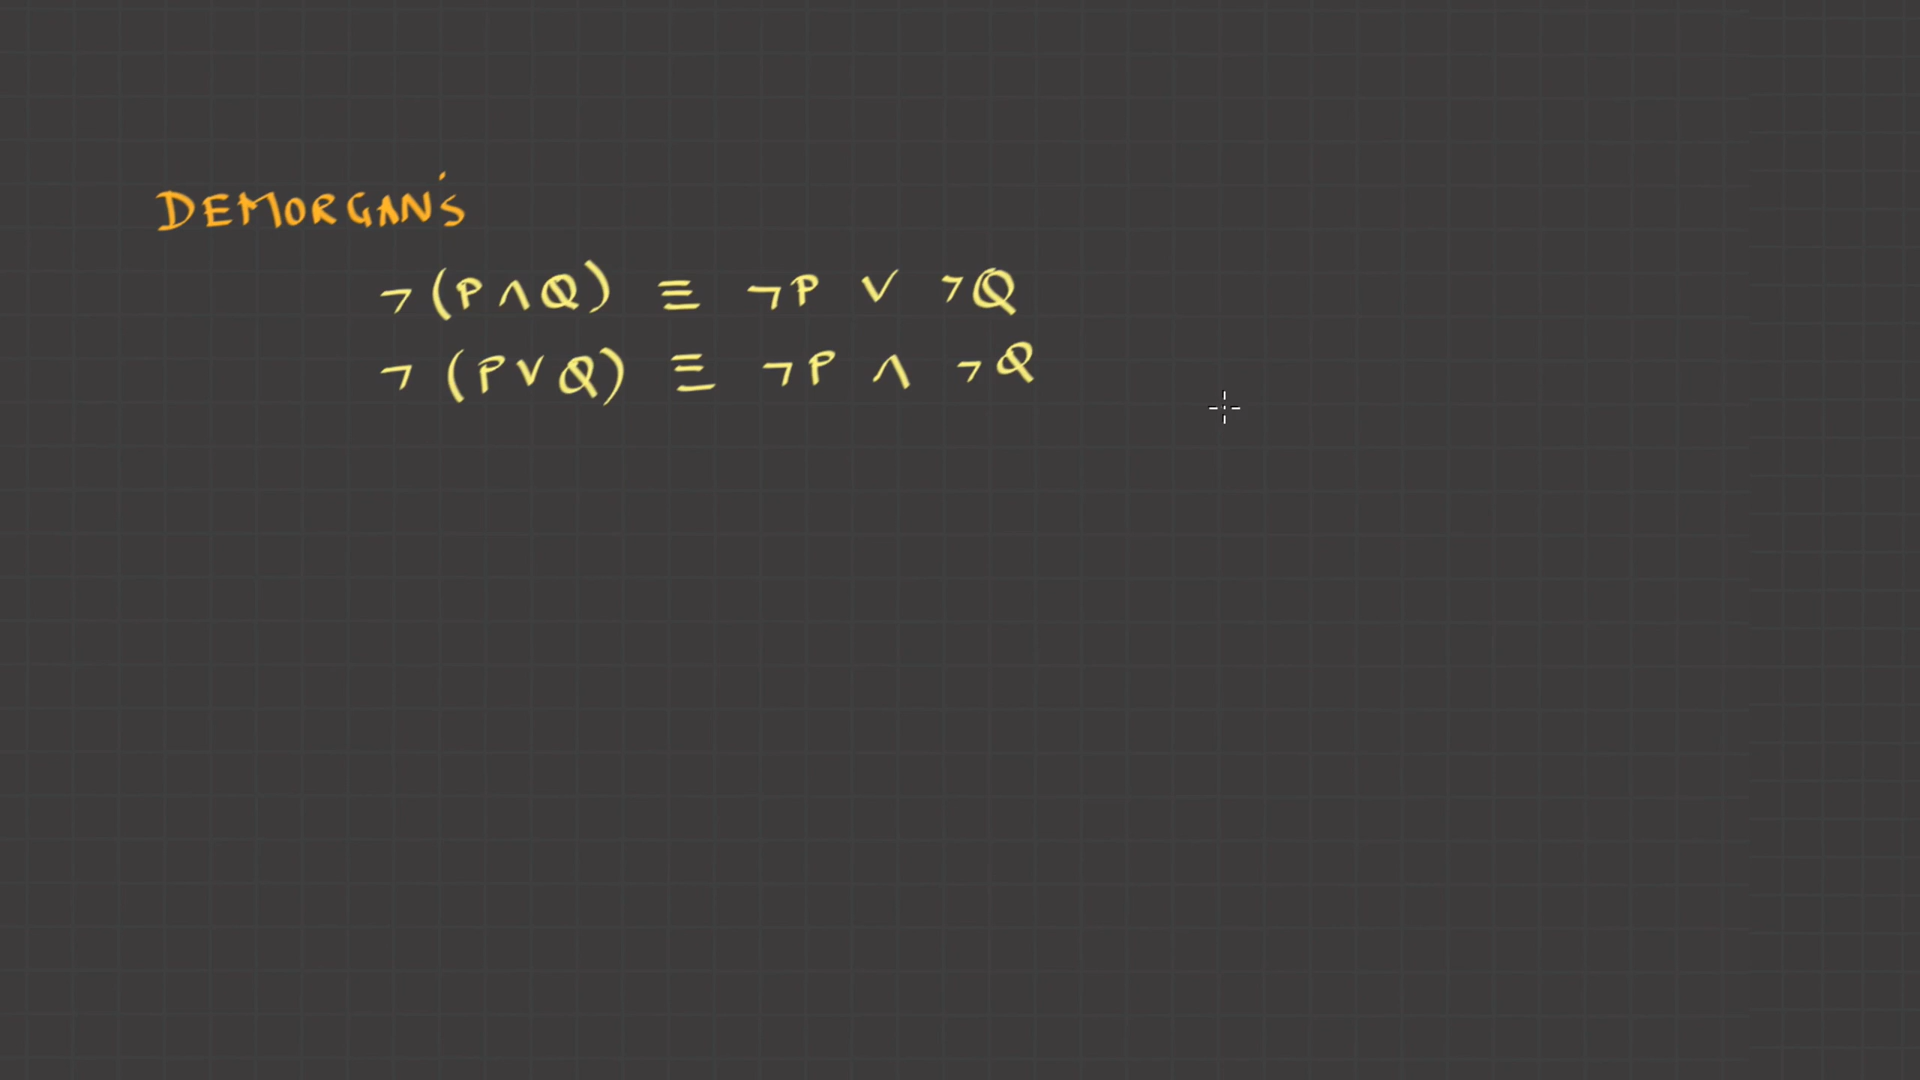 DEMORGAN'S
¬(P∧Q) ≡ ¬P ∨ ¬Q
¬(P∨Q) ≡ ¬P ∧ ¬Q